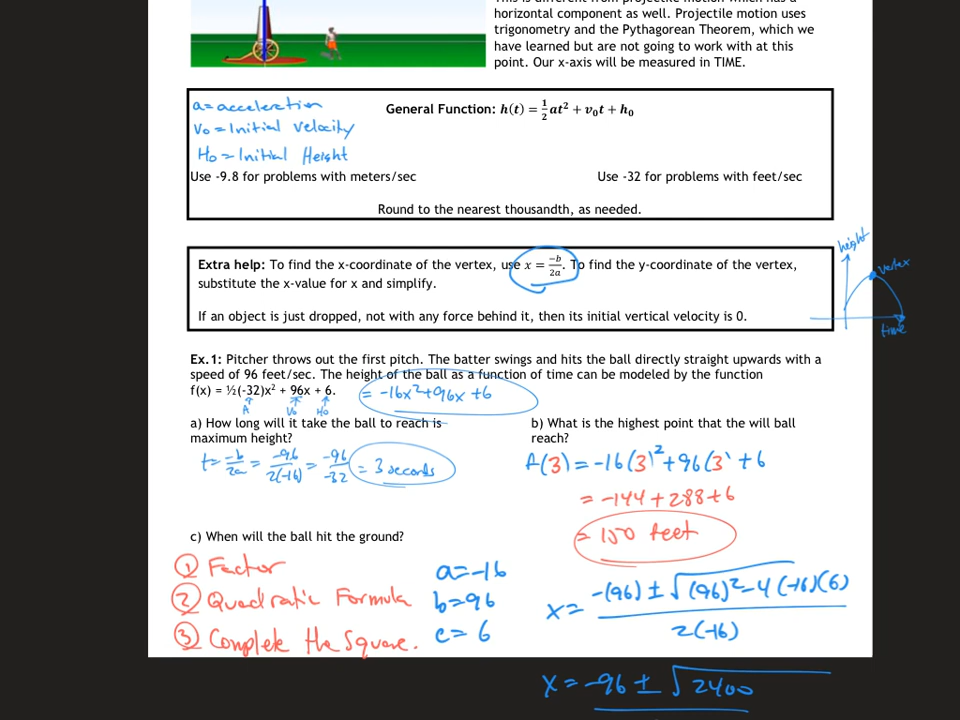 horizontal component as well. Projectile motion uses
trigonometry and the Pythagorean Theorem, which we
have learned but are not going to work with at this
point. Our x-axis will be measured in TIME.
a = acceleration
General Function: h(t) = ½at² + v₀t + h₀
V₀ = Initial Velocity
H₀ = Initial Height
Use -9.8 for problems with meters/sec
Use -32 for problems with feet/sec
Round to the nearest thousandth, as needed.
height
vertex
time
Extra help: To find the x-coordinate of the vertex, use x = -b/2a. To find the y-coordinate of the vertex,
substitute the x-value for x and simplify.
If an object is just dropped, not with any force behind it, then its initial vertical velocity is 0.
Ex.1: Pitcher throws out the first pitch. The batter swings and hits the ball directly straight upwards with a
speed of 96 feet/sec. The height of the ball as a function of time can be modeled by the function
f(x) = ½(-32)x² + 96x + 6. = -16x²+96x+6
A V₀ H₀
a) How long will it take the ball to reach is
maximum height?
t = -b/2a = -96/2(-16) = -96/-32 = 3 seconds
b) What is the highest point that the will ball
reach?
A(3) = -16(3)²+96(3)+6
= -144+288+6
= 150 feet
c) When will the ball hit the ground?
① Factor
② Quadratic Formula
③ Complete the Square.
a=-16
b=96
c=6
x = -(96) ± √(96)²-4(-16)(6) / 2(-16)
x = -96 ± √2400